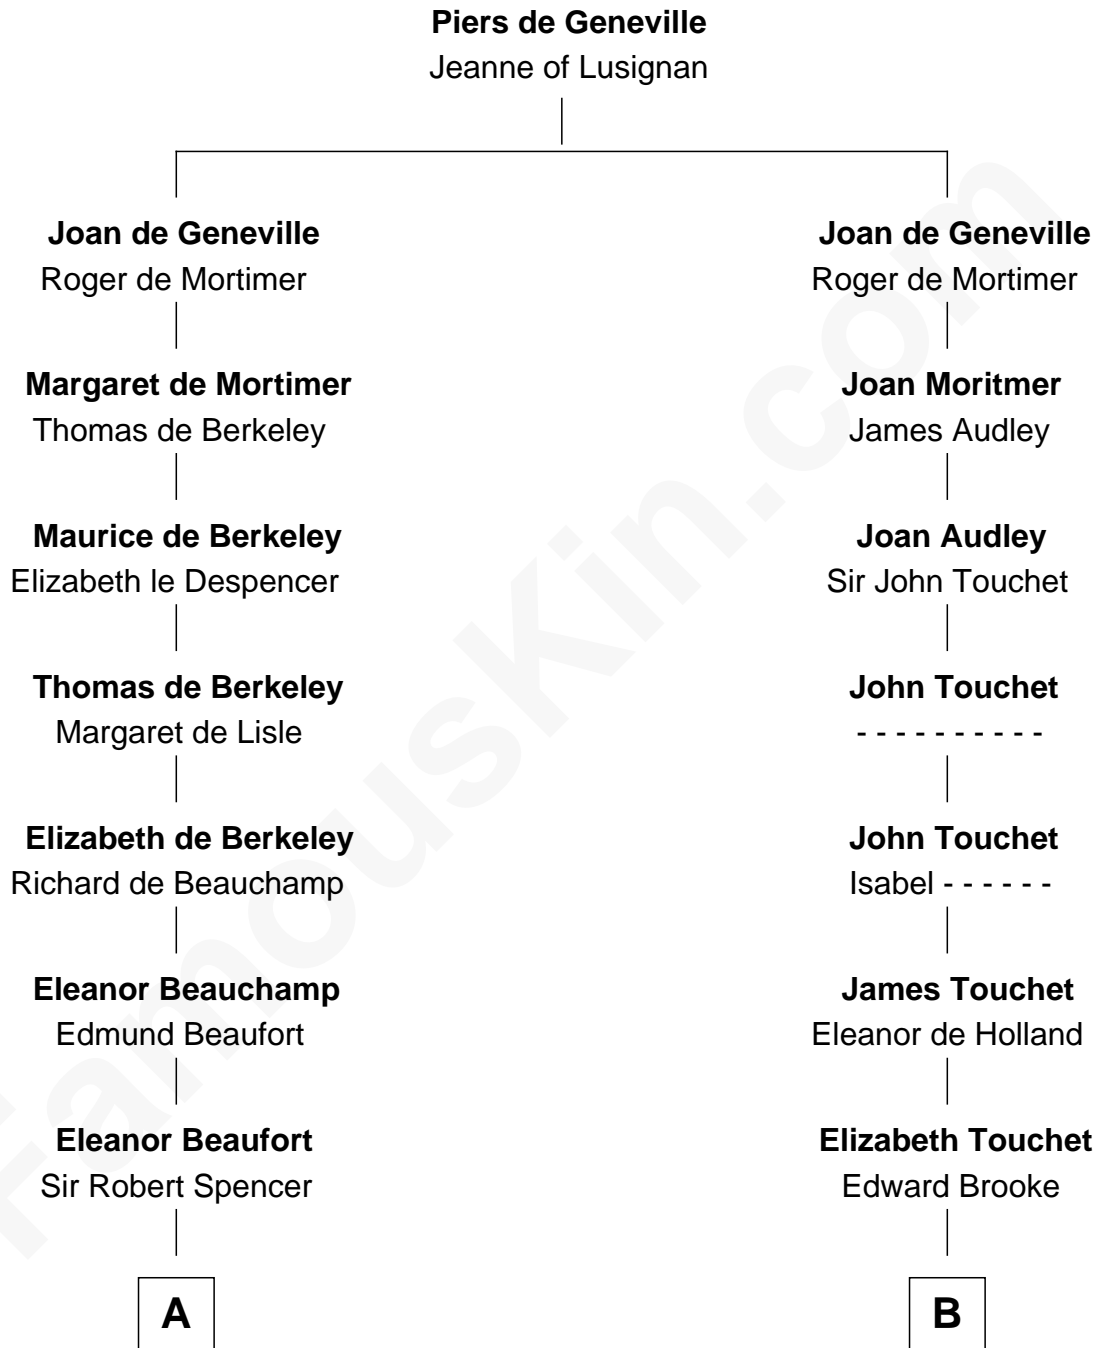 Piers de Geneville
Jeanne of Lusignan
Joan de Geneville
Roger de Mortimer
Joan de Geneville
Roger de Mortimer
Margaret de Mortimer
Thomas de Berkeley
Joan Moritmer
James Audley
Maurice de Berkeley
Elizabeth le Despencer
Joan Audley
Sir John Touchet
Thomas de Berkeley
Margaret de Lisle
John Touchet
- - - - - - - - - -
Elizabeth de Berkeley
Richard de Beauchamp
John Touchet
Isabel - - - - - -
Eleanor Beauchamp
Edmund Beaufort
James Touchet
Eleanor de Holland
Eleanor Beaufort
Sir Robert Spencer
Elizabeth Touchet
Edward Brooke
A
B
FamousKin.com